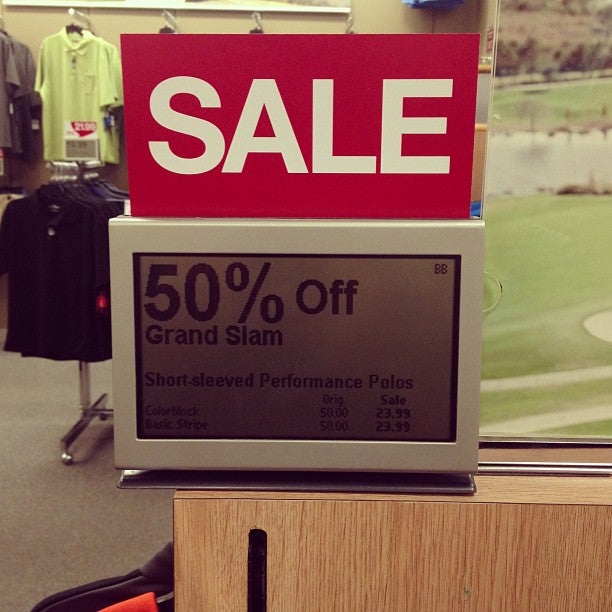 SALE
50% Off
BB
Grand Slam
Short-sleeved Performance Polos
Orig. Sale
Colorblock 50.00 23.99
Basic Stripe 50.00 23.99